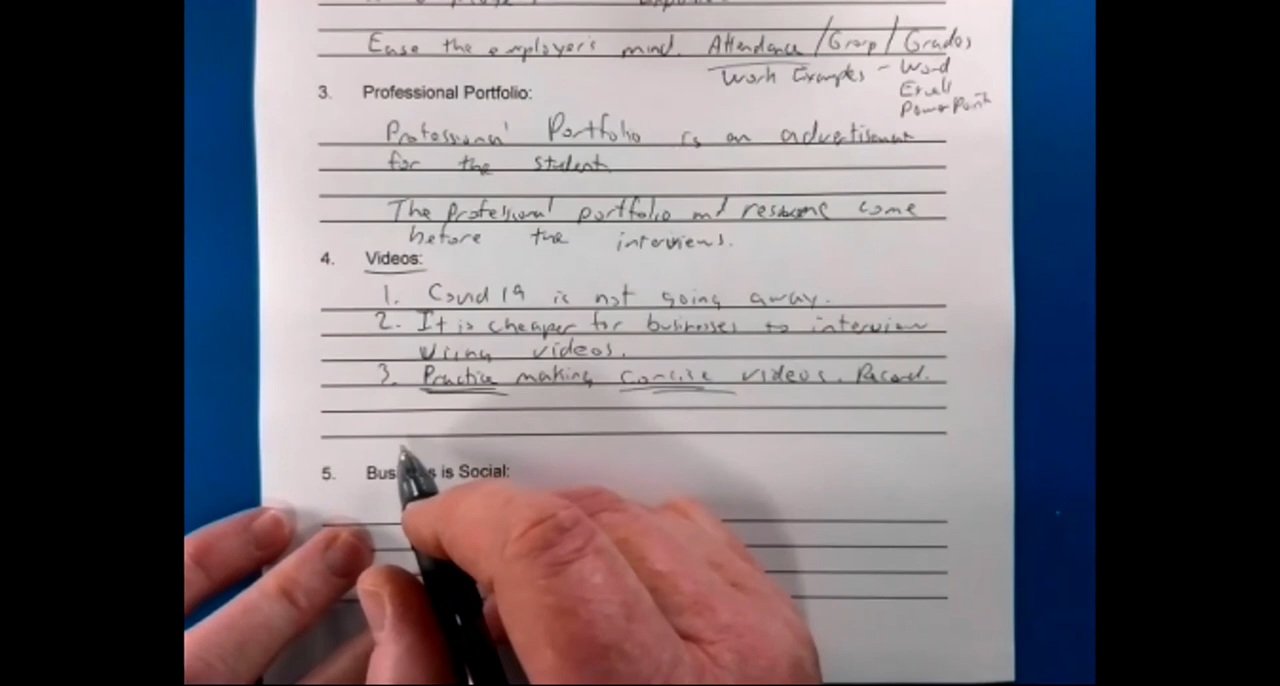 Ease the employer's mind. Attendance / Group / Grades
Work Examples - Word
Excell
PowerPoint
3. Professional Portfolio:
Professional Portfolio is an advertisment
for the student
The professional portfolio and resume come
before the interviews.
4. Videos:
1. Covid 19 is not going away.
2. It is cheaper for businesses to interview
using videos.
3. Practice making concise videos. Record.
5. Business is Social: